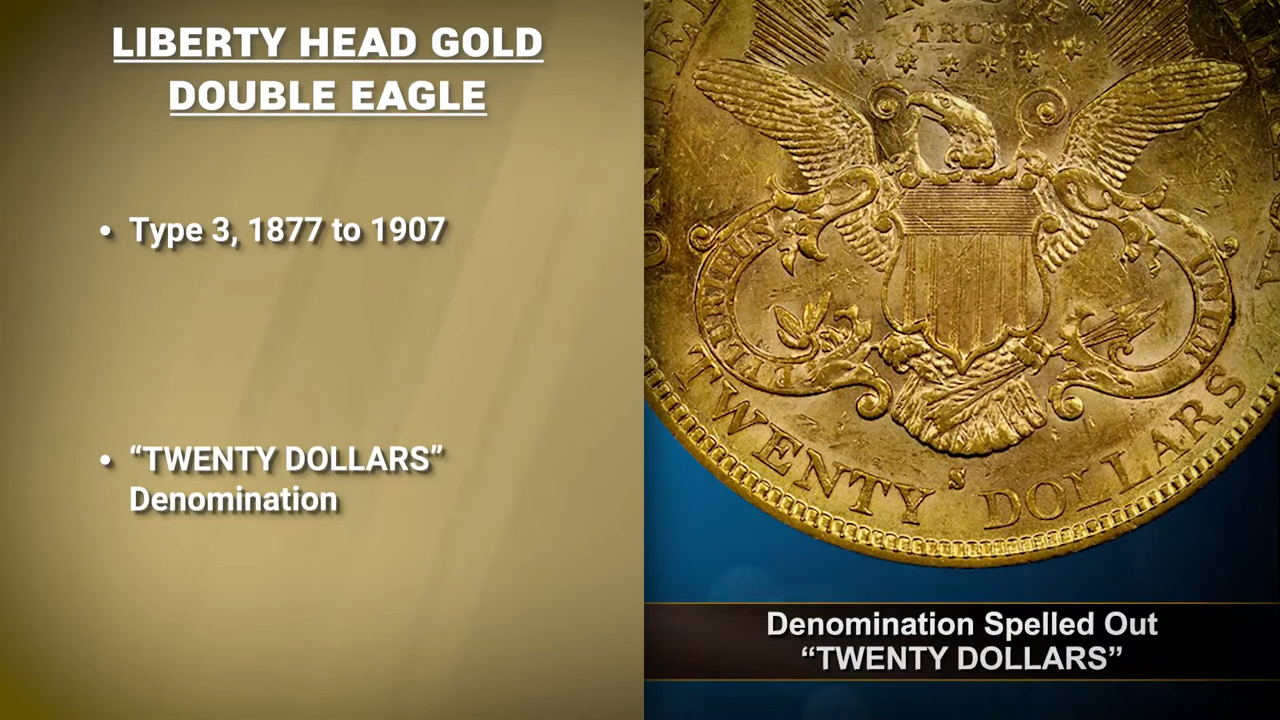 LIBERTY HEAD GOLD
DOUBLE EAGLE
• Type 3, 1877 to 1907
• “TWENTY DOLLARS”
Denomination
TRUST
PLURIBUS
UNUM
TWENTY S DOLLARS
Denomination Spelled Out
“TWENTY DOLLARS”